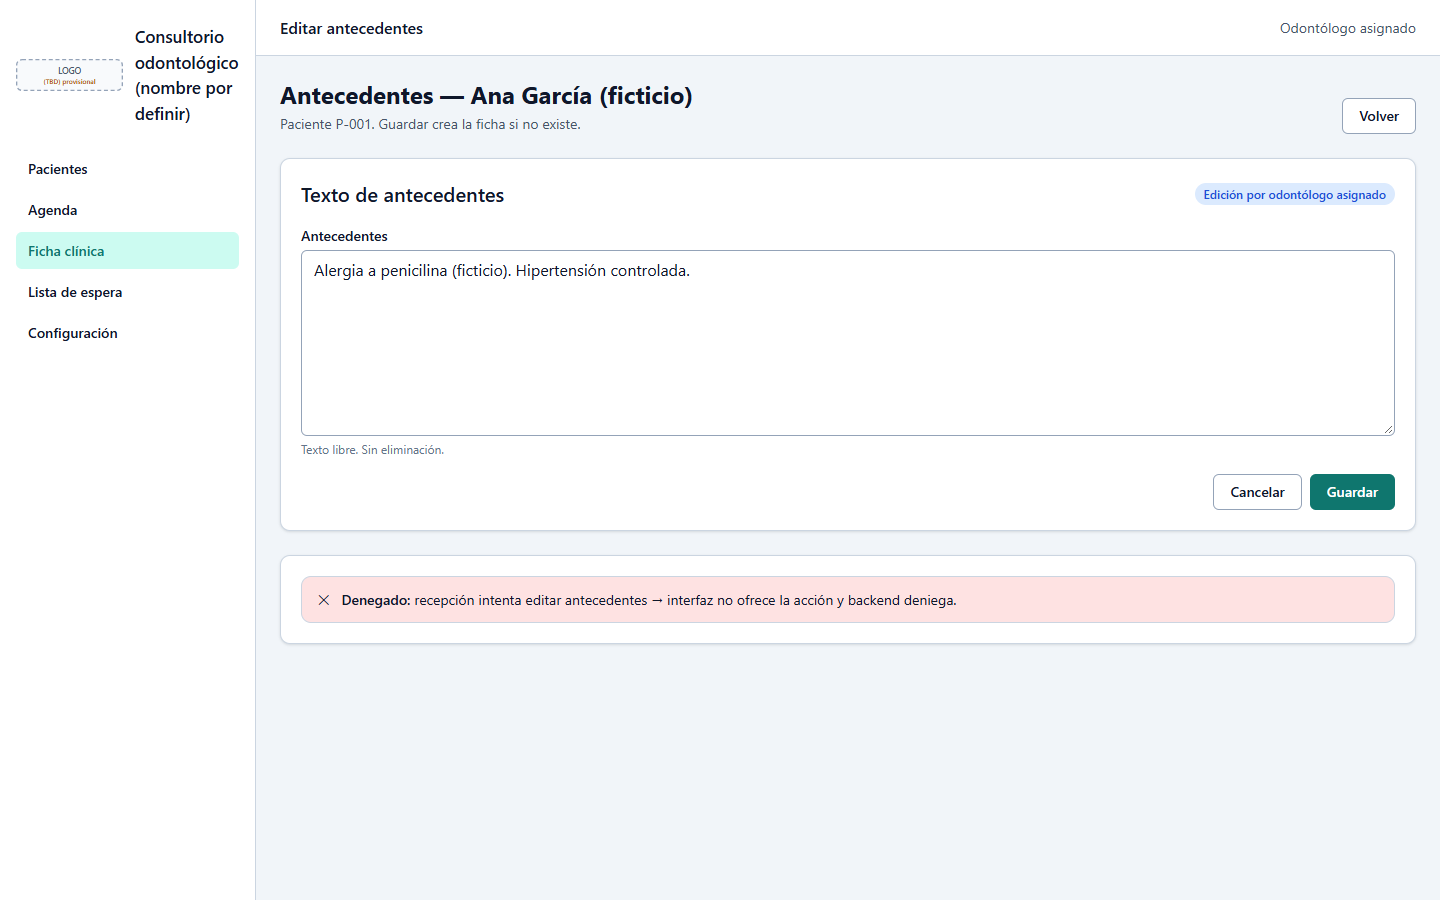 LOGO
(TBD) provisional
Consultorio
odontológico
(nombre por
definir)
Pacientes
Agenda
Ficha clínica
Lista de espera
Configuración
Editar antecedentes
Odontólogo asignado
Antecedentes — Ana García (ficticio)
Paciente P-001. Guardar crea la ficha si no existe.
Volver
Texto de antecedentes
Edición por odontólogo asignado
Antecedentes
Alergia a penicilina (ficticio). Hipertensión controlada.
Texto libre. Sin eliminación.
Cancelar
Guardar
Denegado: recepción intenta editar antecedentes → interfaz no ofrece la acción y backend deniega.